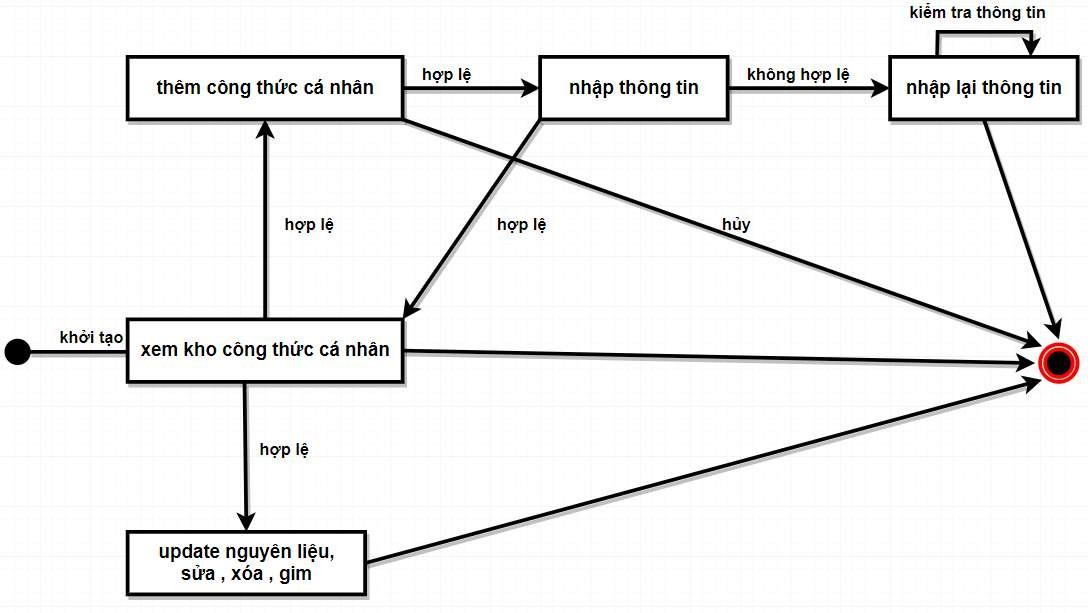 kiểm tra thông tin
thêm công thức cá nhân
hợp lệ
nhập thông tin
không hợp lệ
nhập lại thông tin
hợp lệ
hợp lệ
hủy
khởi tạo
xem kho công thức cá nhân
hợp lệ
update nguyên liệu,
sửa , xóa , gim